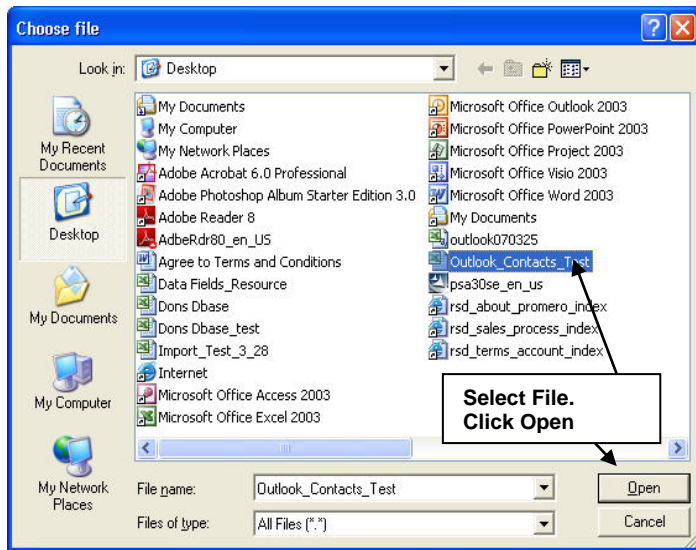 Choose file
Look in:
Desktop
My Recent
Documents
Desktop
My Documents
My Computer
My Network
Places
My Documents
My Computer
My Network Places
Adobe Acrobat 6.0 Professional
Adobe Photoshop Album Starter Edition 3.0
Adobe Reader 8
AdbeRdr80_en_US
Agree to Terms and Conditions
Data Fields_Resource
Dons Dbase
Dons Dbase_test
Import_Test_3_28
Internet
Microsoft Office Access 2003
Microsoft Office Excel 2003
Microsoft Office Outlook 2003
Microsoft Office PowerPoint 2003
Microsoft Office Project 2003
Microsoft Office Visio 2003
Microsoft Office Word 2003
My Documents
outlook070325
Outlook_Contacts_Test
psa30se_en_us
rsd_about_promero_index
rsd_sales_process_index
rsd_terms_account_index
Select File.
Click Open
File name:
Outlook_Contacts_Test
Open
Files of type:
All Files (*.*)
Cancel